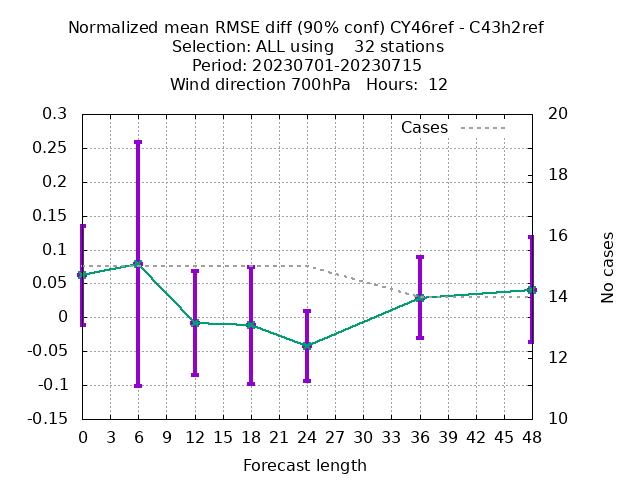 Normalized mean RMSE diff (90% conf) CY46ref - C43h2ref
Selection: ALL using    32 stations
Period: 20230701-20230715
Wind direction 700hPa   Hours:  12
0.3
0.25
0.2
0.15
0.1
0.05
0
-0.05
-0.1
-0.15
20
18
16
14
12
10
Cases
No cases
0 3 6 9 12 15 18 21 24 27 30 33 36 39 42 45 48
Forecast length